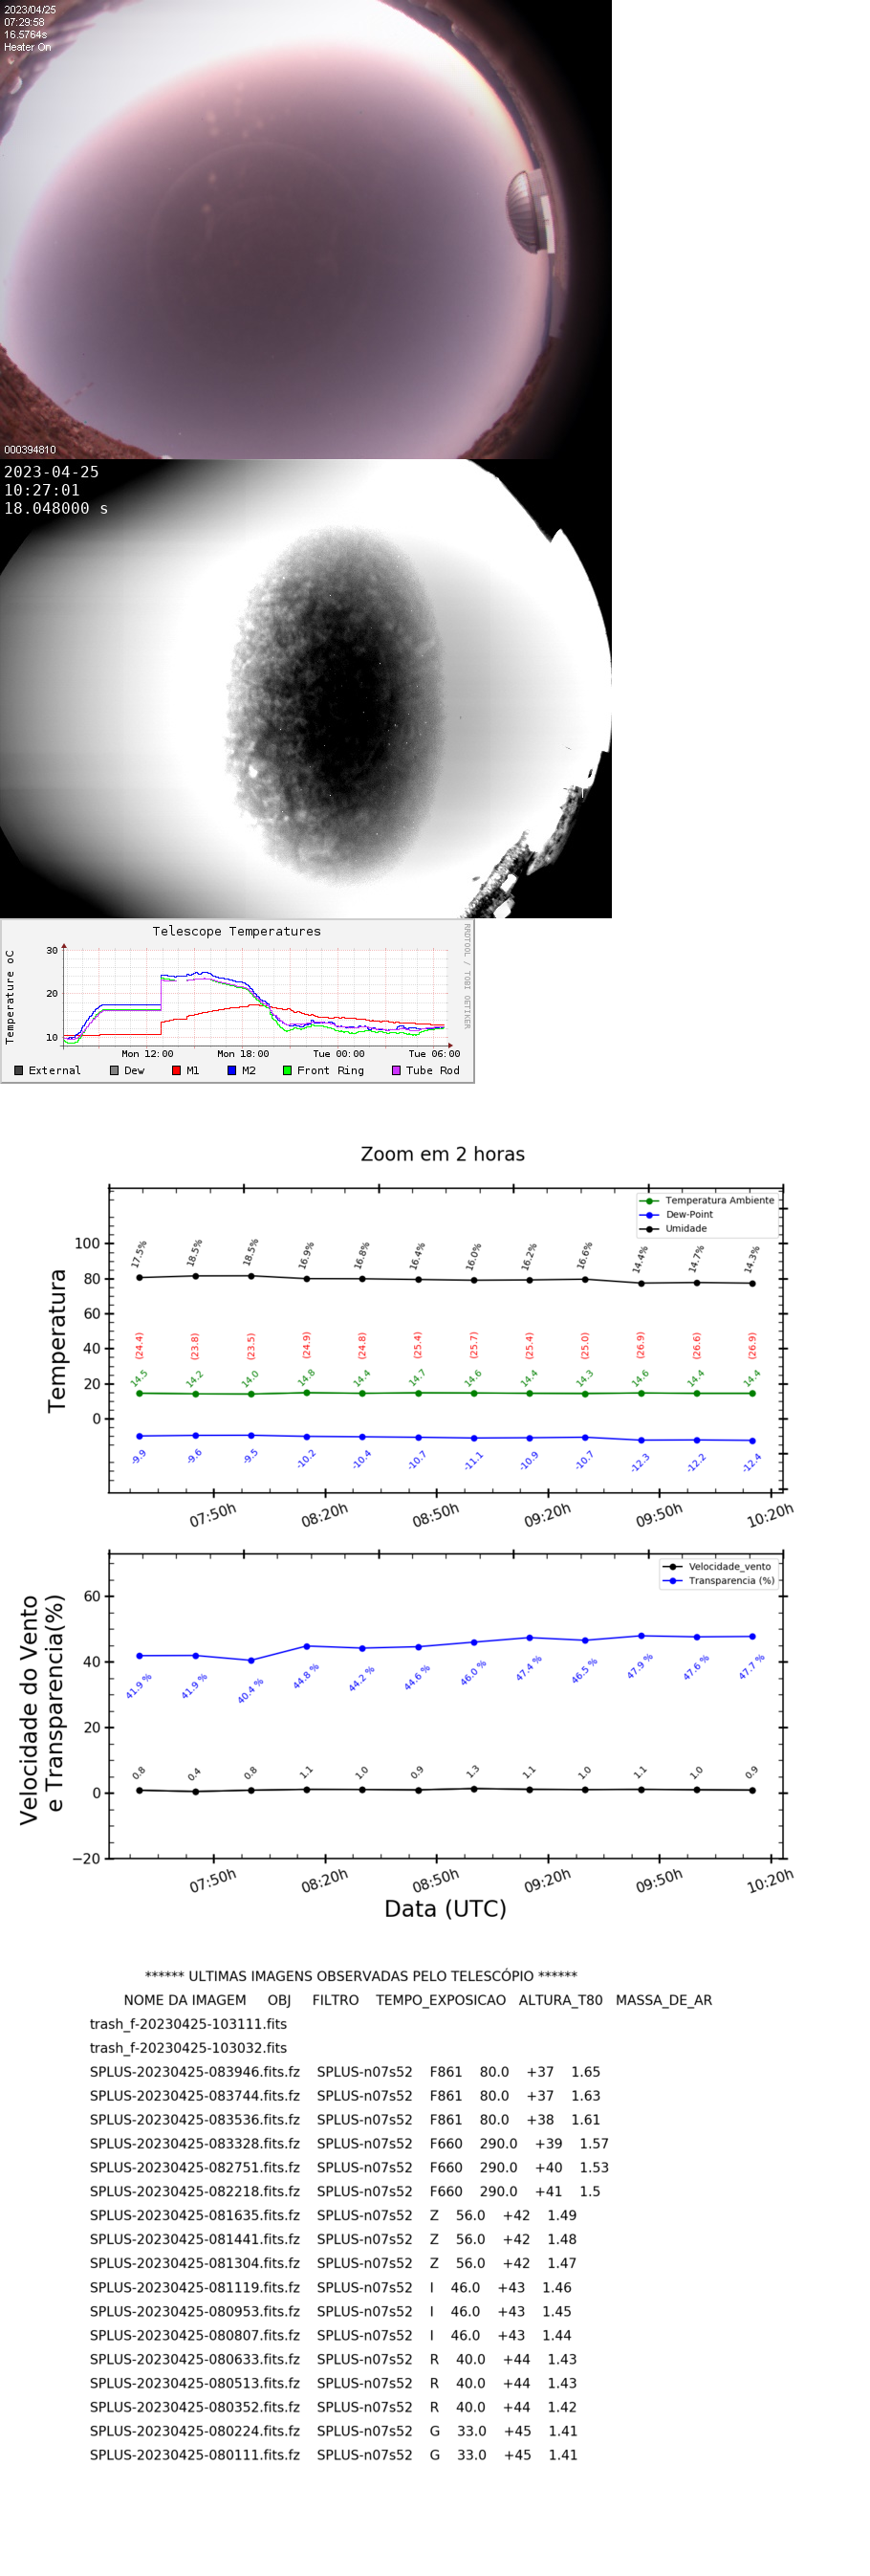 2023/04/25
07:29:58
16.5764s
Heater On
000394810
2023-04-25
10:27:01
18.048000 s
Telescope Temperatures
RRDTOOL / TOBI OETIKER
Temperature oC
30
20
10
Mon 12:00 Mon 18:00 Tue 00:00 Tue 06:00
External Dew M1 M2 Front Ring Tube Rod
Zoom em 2 horas
Temperatura
Temperatura Ambiente
Dew-Point
Umidade
100
80
60
40
20
0
17.5% 18.5% 18.5% 16.9% 16.8% 16.4% 16.0% 16.2% 16.6% 14.4% 14.7% 14.3%
(24.4) (23.8) (23.5) (24.9) (24.8) (25.4) (25.7) (25.4) (25.0) (26.9) (26.6) (26.9)
14.5 14.2 14.0 14.8 14.4 14.7 14.6 14.4 14.3 14.6 14.4 14.4
-9.9 -9.6 -9.5 -10.2 -10.4 -10.7 -11.1 -10.9 -10.7 -12.3 -12.2 -12.4
07:50h 08:20h 08:50h 09:20h 09:50h 10:20h
Velocidade do Vento
e Transparencia(%)
Velocidade_vento
Transparencia (%)
60
40
20
0
−20
41.9 % 41.9 % 40.4 % 44.8 % 44.2 % 44.6 % 46.0 % 47.4 % 46.5 % 47.9 % 47.6 % 47.7 %
0.8 0.4 0.8 1.1 1.0 0.9 1.3 1.1 1.0 1.1 1.0 0.9
07:50h 08:20h 08:50h 09:20h 09:50h 10:20h
Data (UTC)
****** ULTIMAS IMAGENS OBSERVADAS PELO TELESCÓPIO ******
NOME DA IMAGEM OBJ FILTRO TEMPO_EXPOSICAO ALTURA_T80 MASSA_DE_AR
trash_f-20230425-103111.fits
trash_f-20230425-103032.fits
SPLUS-20230425-083946.fits.fz SPLUS-n07s52 F861 80.0 +37 1.65
SPLUS-20230425-083744.fits.fz SPLUS-n07s52 F861 80.0 +37 1.63
SPLUS-20230425-083536.fits.fz SPLUS-n07s52 F861 80.0 +38 1.61
SPLUS-20230425-083328.fits.fz SPLUS-n07s52 F660 290.0 +39 1.57
SPLUS-20230425-082751.fits.fz SPLUS-n07s52 F660 290.0 +40 1.53
SPLUS-20230425-082218.fits.fz SPLUS-n07s52 F660 290.0 +41 1.5
SPLUS-20230425-081635.fits.fz SPLUS-n07s52 Z 56.0 +42 1.49
SPLUS-20230425-081441.fits.fz SPLUS-n07s52 Z 56.0 +42 1.48
SPLUS-20230425-081304.fits.fz SPLUS-n07s52 Z 56.0 +42 1.47
SPLUS-20230425-081119.fits.fz SPLUS-n07s52 I 46.0 +43 1.46
SPLUS-20230425-080953.fits.fz SPLUS-n07s52 I 46.0 +43 1.45
SPLUS-20230425-080807.fits.fz SPLUS-n07s52 I 46.0 +43 1.44
SPLUS-20230425-080633.fits.fz SPLUS-n07s52 R 40.0 +44 1.43
SPLUS-20230425-080513.fits.fz SPLUS-n07s52 R 40.0 +44 1.43
SPLUS-20230425-080352.fits.fz SPLUS-n07s52 R 40.0 +44 1.42
SPLUS-20230425-080224.fits.fz SPLUS-n07s52 G 33.0 +45 1.41
SPLUS-20230425-080111.fits.fz SPLUS-n07s52 G 33.0 +45 1.41